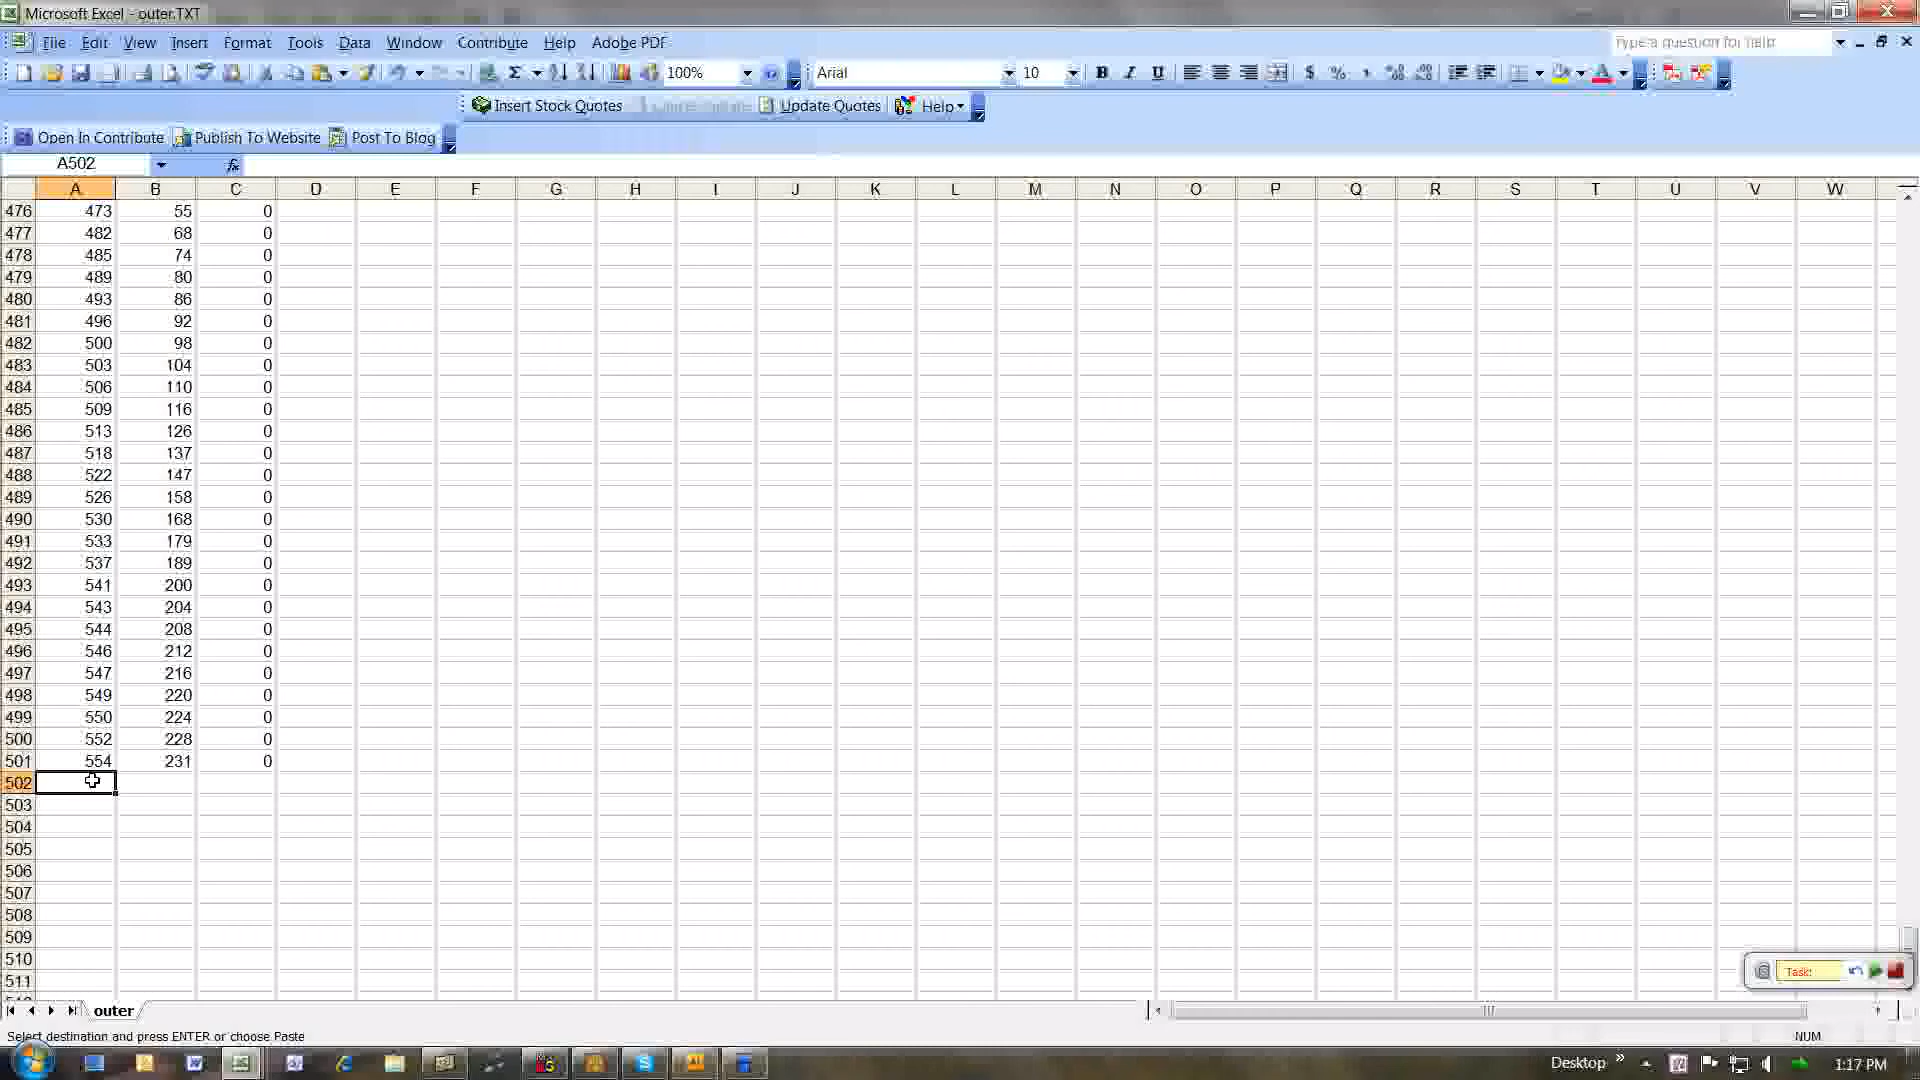 Microsoft Excel - outer.TXT
File Edit View Insert Format Tools Data Window Contribute Help Adobe PDF Type a question for help
100% Arial 10 B I U $ %
Insert Stock Quotes Update Quotes Help
Open In Contribute Publish To Website Post To Blog
A502 fx
A B C D E F G H I J K L M N O P Q R S T U V W
476 473 55 0
477 482 68 0
478 485 74 0
479 489 80 0
480 493 86 0
481 496 92 0
482 500 98 0
483 503 104 0
484 506 110 0
485 509 116 0
486 513 126 0
487 518 137 0
488 522 147 0
489 526 158 0
490 530 168 0
491 533 179 0
492 537 189 0
493 541 200 0
494 543 204 0
495 544 208 0
496 546 212 0
497 547 216 0
498 549 220 0
499 550 224 0
500 552 228 0
501 554 231 0
502
503
504
505
506
507
508
509
510
511
Task:
outer
Select destination and press ENTER or choose Paste NUM
Desktop » 1:17 PM